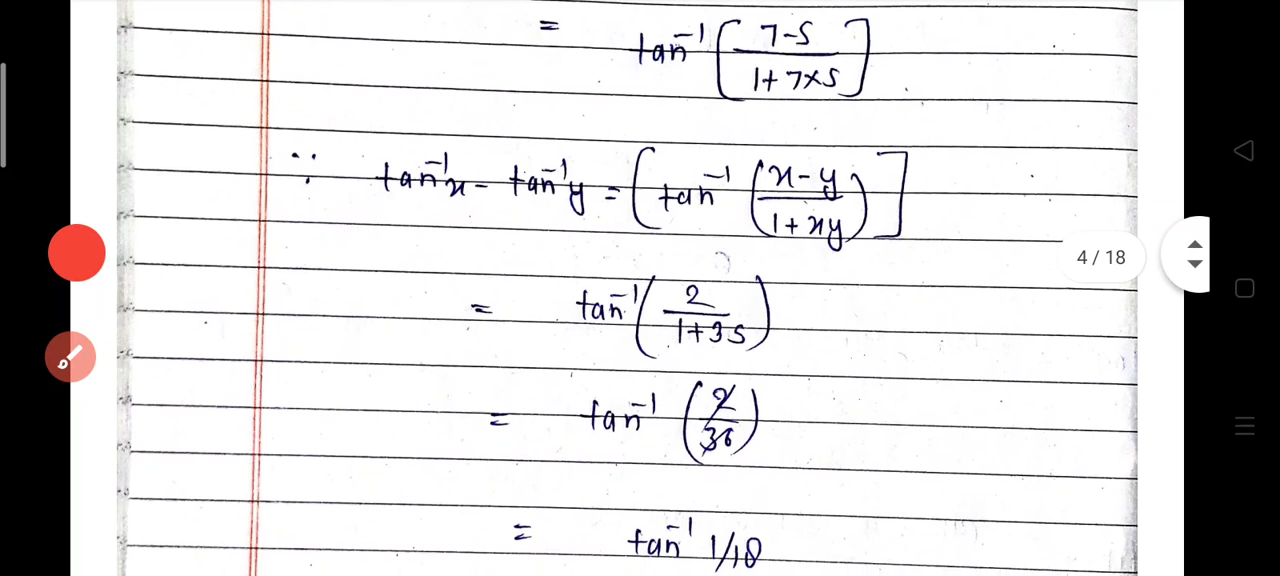 = tan⁻¹ [ (7-5)/(1+7×5) ]
∵ tan⁻¹x - tan⁻¹y = [ tan⁻¹ ( (x-y)/(1+xy) ) ]
4 / 18
= tan⁻¹ ( 2/(1+35) )
= tan⁻¹ ( 2/36 )
= tan⁻¹ 1/18